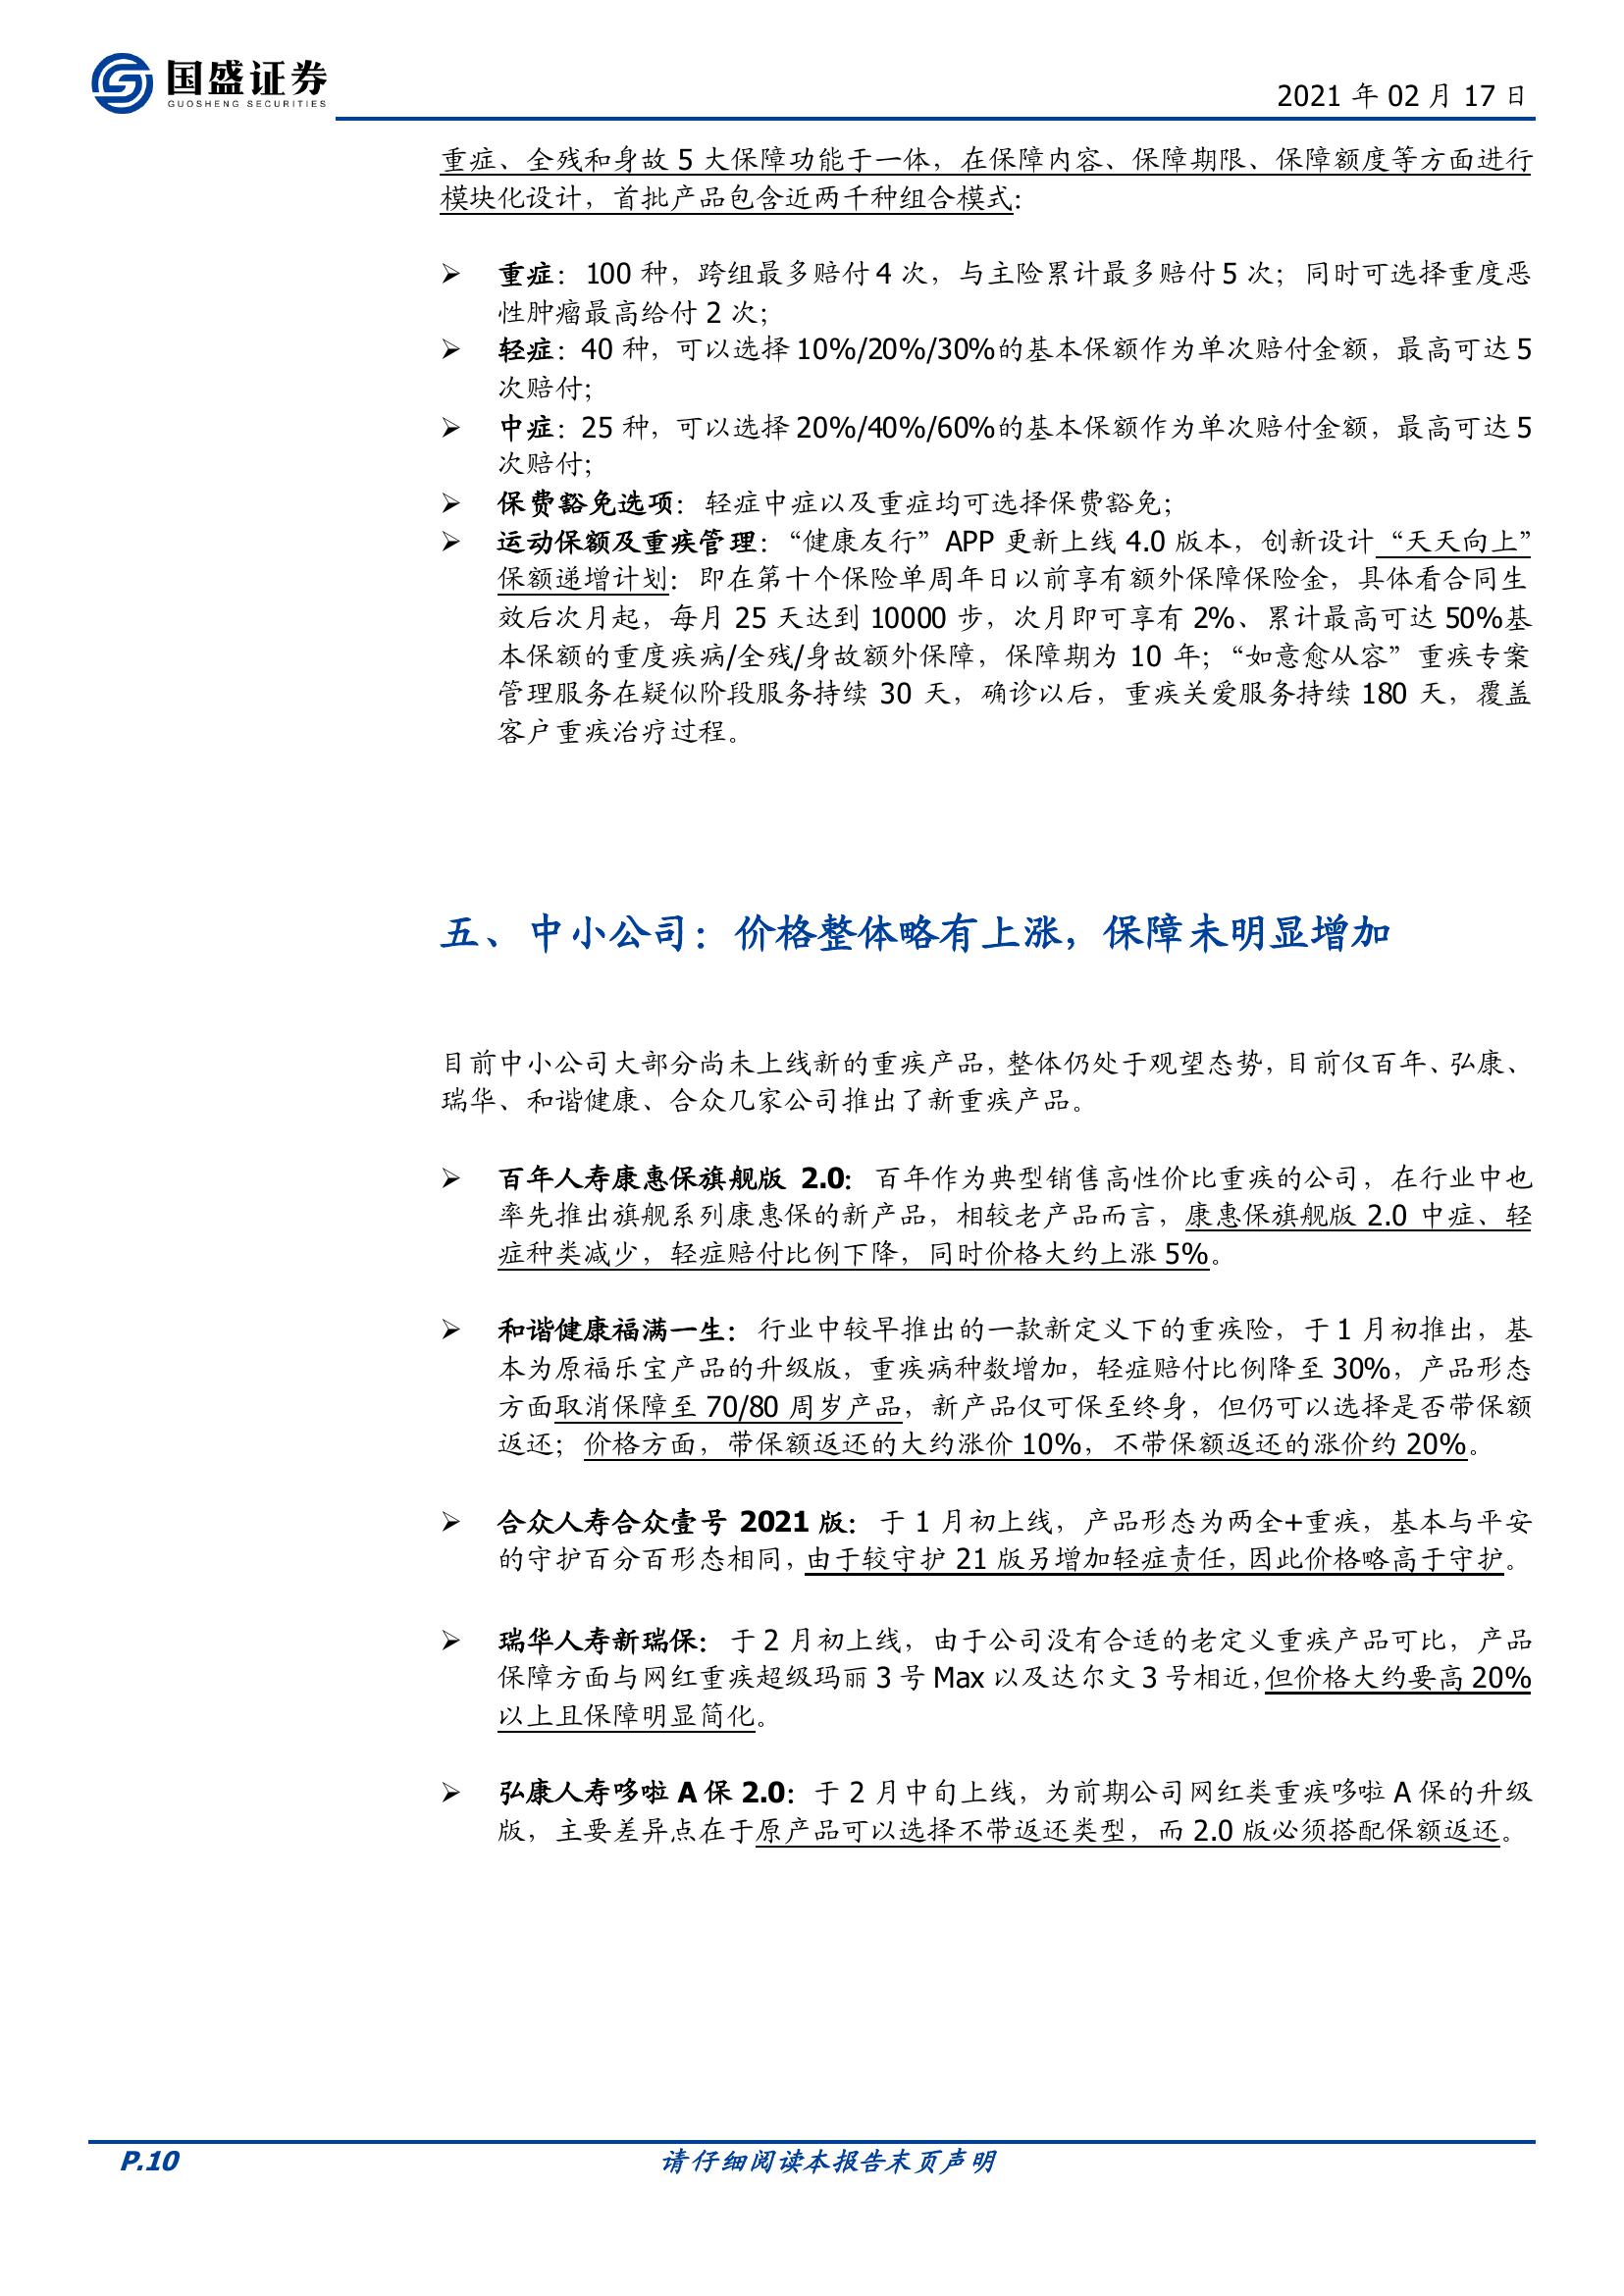 国盛证券
GUOSHENG SECURITIES
2021 年 02 月 17 日
重症、全残和身故 5 大保障功能于一体，在保障内容、保障期限、保障额度等方面进行
模块化设计，首批产品包含近两千种组合模式：
➢ 重症：100 种，跨组最多赔付 4 次，与主险累计最多赔付 5 次；同时可选择重度恶
性肿瘤最高给付 2 次；
➢ 轻症：40 种，可以选择 10%/20%/30%的基本保额作为单次赔付金额，最高可达 5
次赔付；
➢ 中症：25 种，可以选择 20%/40%/60%的基本保额作为单次赔付金额，最高可达 5
次赔付；
➢ 保费豁免选项：轻症中症以及重症均可选择保费豁免；
➢ 运动保额及重疾管理：“健康友行”APP 更新上线 4.0 版本，创新设计“天天向上”
保额递增计划：即在第十个保险单周年日以前享有额外保障保险金，具体看合同生
效后次月起，每月 25 天达到 10000 步，次月即可享有 2%、累计最高可达 50%基
本保额的重度疾病/全残/身故额外保障，保障期为 10 年；“如意愈从容”重疾专案
管理服务在疑似阶段服务持续 30 天，确诊以后，重疾关爱服务持续 180 天，覆盖
客户重疾治疗过程。
五、中小公司：价格整体略有上涨，保障未明显增加
目前中小公司大部分尚未上线新的重疾产品，整体仍处于观望态势，目前仅百年、弘康、
瑞华、和谐健康、合众几家公司推出了新重疾产品。
➢ 百年人寿康惠保旗舰版 2.0：百年作为典型销售高性价比重疾的公司，在行业中也
率先推出旗舰系列康惠保的新产品，相较老产品而言，康惠保旗舰版 2.0 中症、轻
症种类减少，轻症赔付比例下降，同时价格大约上涨 5%。
➢ 和谐健康福满一生：行业中较早推出的一款新定义下的重疾险，于 1 月初推出，基
本为原福乐宝产品的升级版，重疾病种数增加，轻症赔付比例降至 30%，产品形态
方面取消保障至 70/80 周岁产品，新产品仅可保至终身，但仍可以选择是否带保额
返还；价格方面，带保额返还的大约涨价 10%，不带保额返还的涨价约 20%。
➢ 合众人寿合众壹号 2021 版：于 1 月初上线，产品形态为两全+重疾，基本与平安
的守护百分百形态相同，由于较守护 21 版另增加轻症责任，因此价格略高于守护。
➢ 瑞华人寿新瑞保：于 2 月初上线，由于公司没有合适的老定义重疾产品可比，产品
保障方面与网红重疾超级玛丽 3 号 Max 以及达尔文 3 号相近，但价格大约要高 20%
以上且保障明显简化。
➢ 弘康人寿哆啦 A 保 2.0：于 2 月中旬上线，为前期公司网红类重疾哆啦 A 保的升级
版，主要差异点在于原产品可以选择不带返还类型，而 2.0 版必须搭配保额返还。
P.10
请仔细阅读本报告末页声明